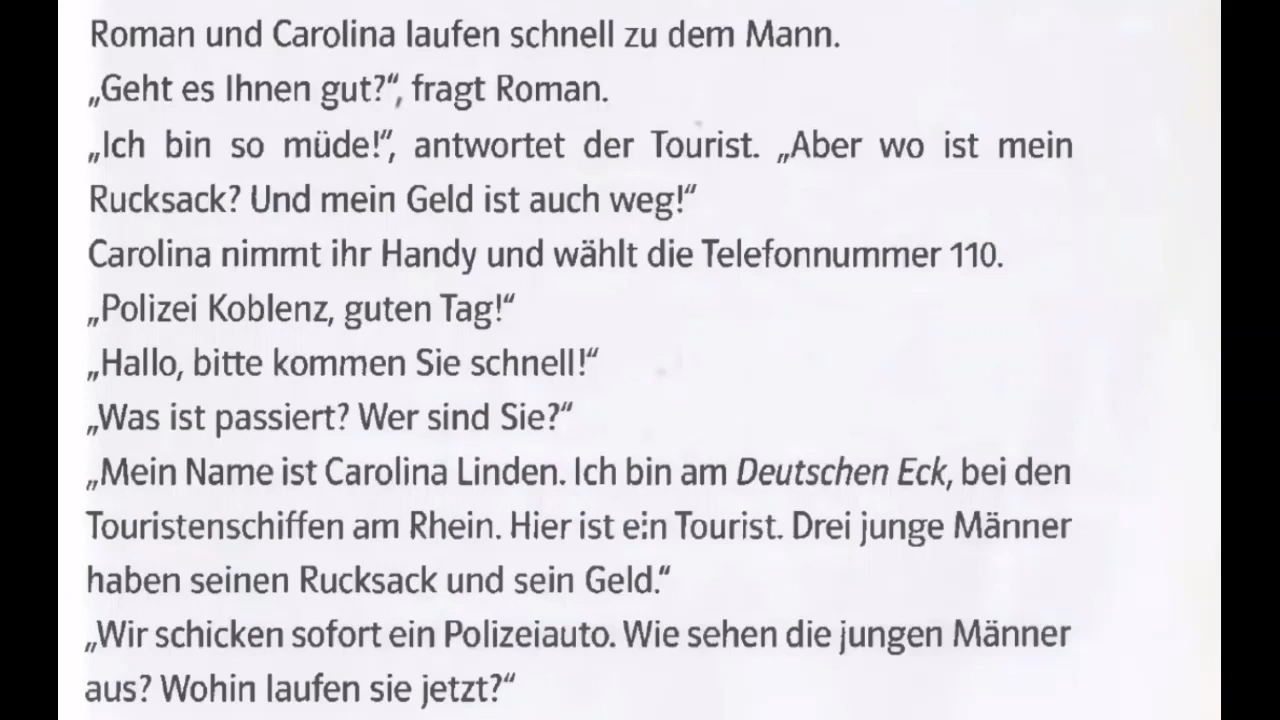 Roman und Carolina laufen schnell zu dem Mann.
„Geht es Ihnen gut?“, fragt Roman.
„Ich bin so müde!“, antwortet der Tourist. „Aber wo ist mein
Rucksack? Und mein Geld ist auch weg!“
Carolina nimmt ihr Handy und wählt die Telefonnummer 110.
„Polizei Koblenz, guten Tag!“
„Hallo, bitte kommen Sie schnell!“
„Was ist passiert? Wer sind Sie?“
„Mein Name ist Carolina Linden. Ich bin am Deutschen Eck, bei den
Touristenschiffen am Rhein. Hier ist ein Tourist. Drei junge Männer
haben seinen Rucksack und sein Geld.“
„Wir schicken sofort ein Polizeiauto. Wie sehen die jungen Männer
aus? Wohin laufen sie jetzt?“